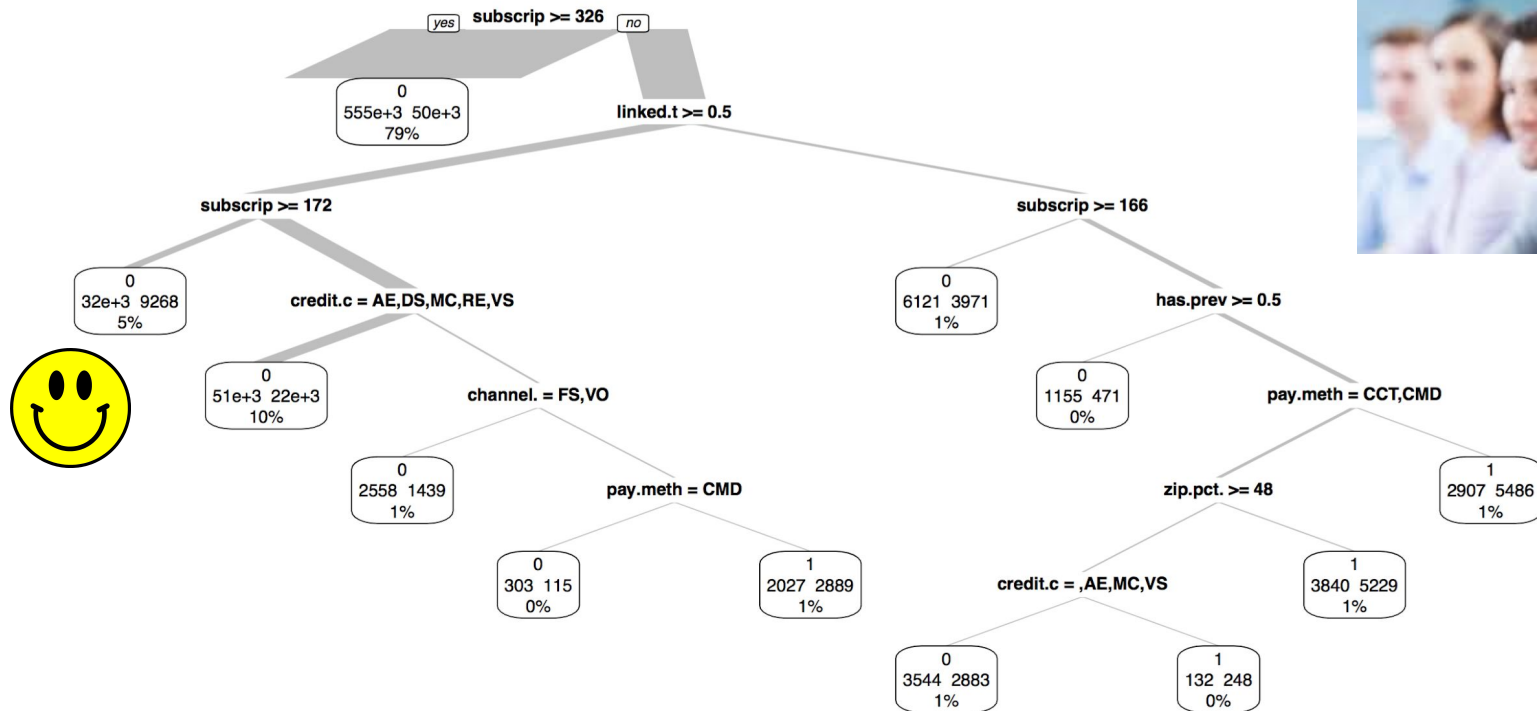 subscrip >= 326
yes
no
0
555e+3 50e+3
79%
linked.t >= 0.5
subscrip >= 172
subscrip >= 166
0
32e+3 9268
5%
credit.c = AE,DS,MC,RE,VS
0
6121 3971
1%
has.prev >= 0.5
0
51e+3 22e+3
10%
channel. = FS,VO
0
1155 471
0%
pay.meth = CCT,CMD
0
2558 1439
1%
pay.meth = CMD
zip.pct. >= 48
1
2907 5486
1%
0
303 115
0%
1
2027 2889
1%
credit.c = ,AE,MC,VS
1
3840 5229
1%
0
3544 2883
1%
1
132 248
0%